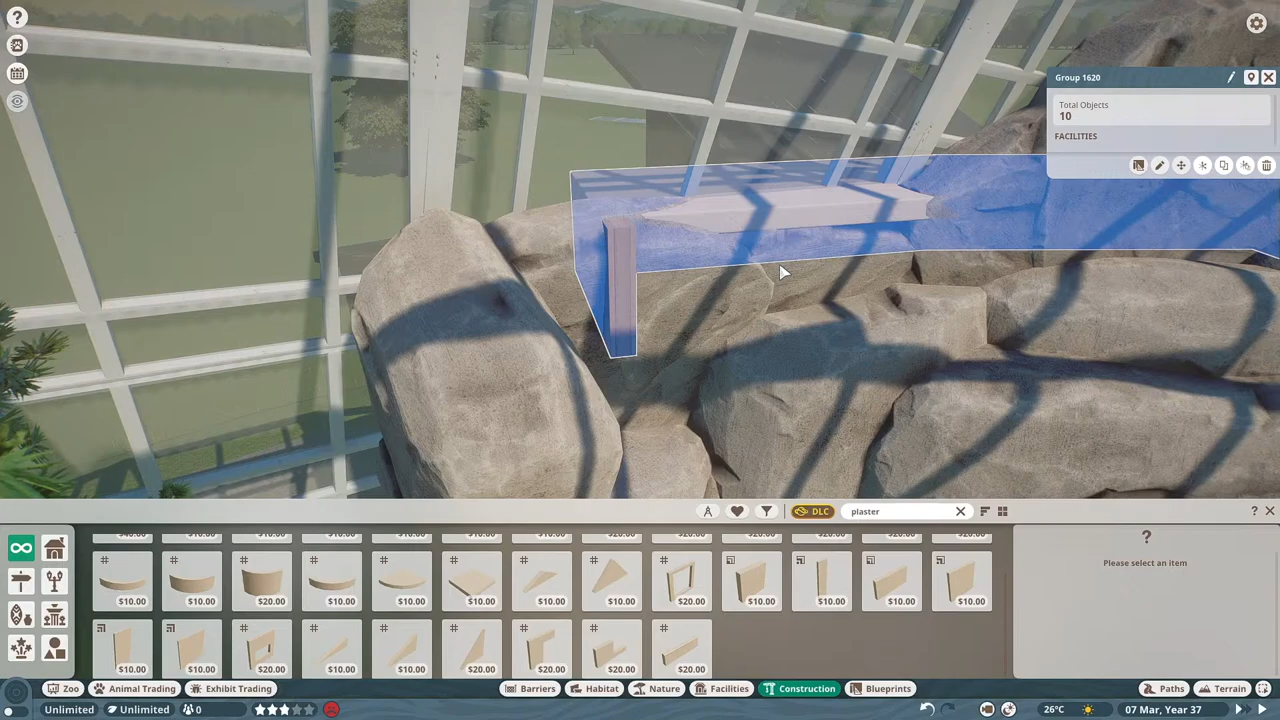 Group 1620
Total Objects
10
FACILITIES
DLC
plaster
? 
$10.00 $10.00 $20.00 $10.00 $10.00 $10.00 $10.00 $10.00 $20.00 $10.00 $10.00 $10.00 $10.00
$10.00 $10.00 $20.00 $10.00 $10.00 $20.00 $20.00 $20.00 $20.00
?
Please select an item
Zoo Animal Trading Exhibit Trading Barriers Habitat Nature Facilities Construction Blueprints Paths Terrain
Unlimited Unlimited 0 26°C 07 Mar, Year 37